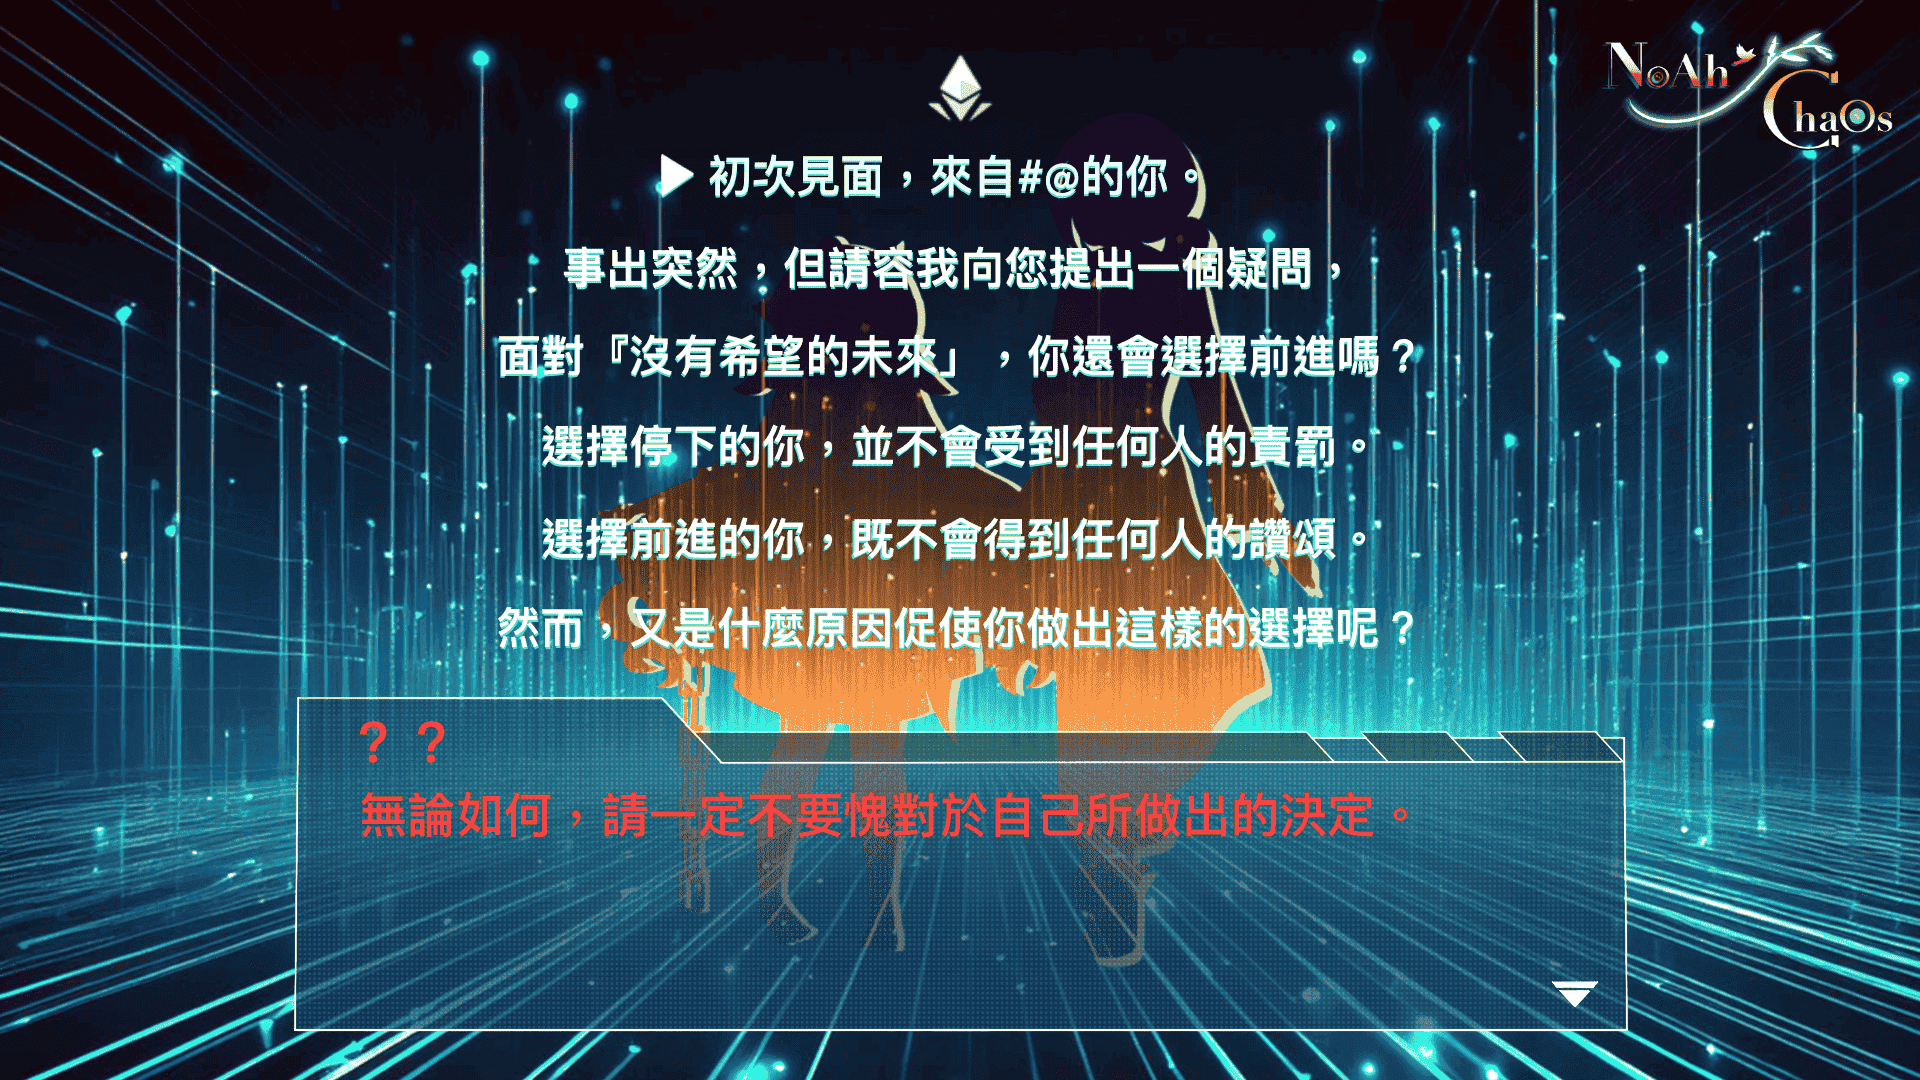 NoAh
ChaOs
初次見面，來自#@的你。
事出突然，但請容我向您提出一個疑問，
面對『沒有希望的未來」，你還會選擇前進嗎？
選擇停下的你，並不會受到任何人的責罰。
選擇前進的你，既不會得到任何人的讚頌。
然而，又是什麼原因促使你做出這樣的選擇呢？
？？
無論如何，請一定不要愧對於自己所做出的決定。